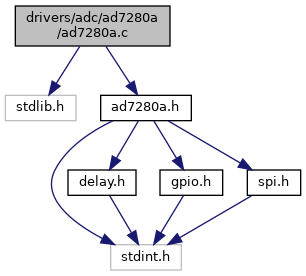 drivers/adc/ad7280a
/ad7280a.c
stdlib.h
ad7280a.h
delay.h
gpio.h
spi.h
stdint.h